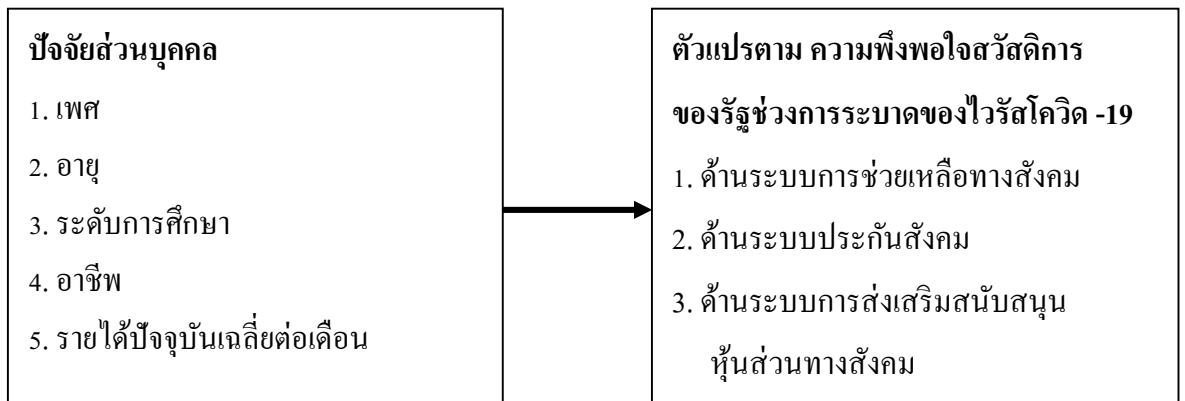 ปัจจัยส่วนบุคคล
1. เพศ
2. อายุ
3. ระดับการศึกษา
4. อาชีพ
5. รายได้ปัจจุบันเฉลี่ยต่อเดือน
ตัวแปรตาม ความพึงพอใจสวัสดิการ
ของรัฐช่วงการระบาดของไวรัสโควิด -19
1. ด้านระบบการช่วยเหลือทางสังคม
2. ด้านระบบประกันสังคม
3. ด้านระบบการส่งเสริมสนับสนุน
หุ้นส่วนทางสังคม